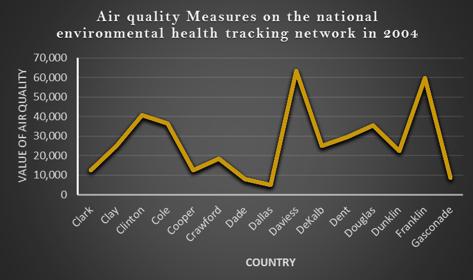 Air quality Measures on the national
environmental health tracking network in 2004
VALUE OF AIR QUALITY
70,000
60,000
50,000
40,000
30,000
20,000
10,000
0
Clark
Clay
Clinton
Cole
Cooper
Crawford
Dade
Dallas
Daviess
DeKalb
Dent
Douglas
Dunklin
Franklin
Gasconade
COUNTRY